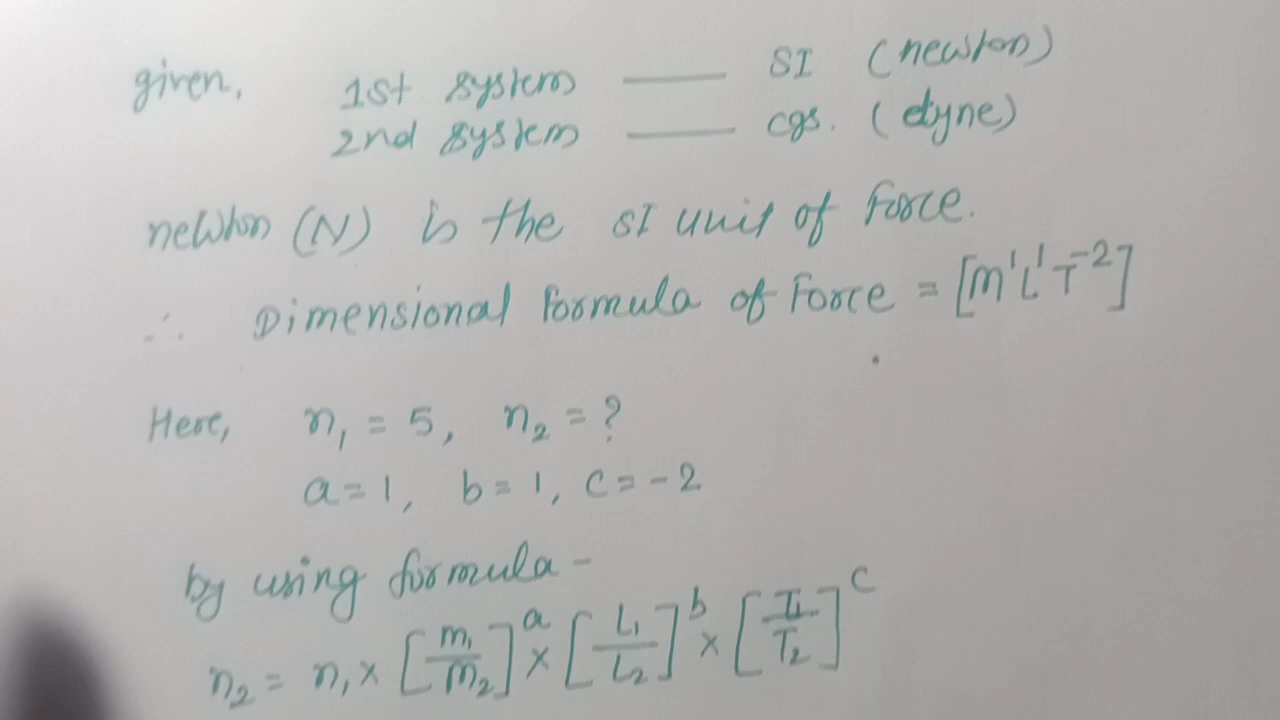 given, 1st system —— SI (newton)
2nd system —— cgs. (dyne)
newton (N) is the SI unit of Force.
∴ Dimensional Formula of Force = [M¹L¹T⁻²]
Here, n₁ = 5, n₂ = ?
a = 1, b = 1, c = -2
by using formula -
n₂ = n₁ × [m₁/m₂]ᵃ × [L₁/L₂]ᵇ × [T₁/T₂]ᶜ